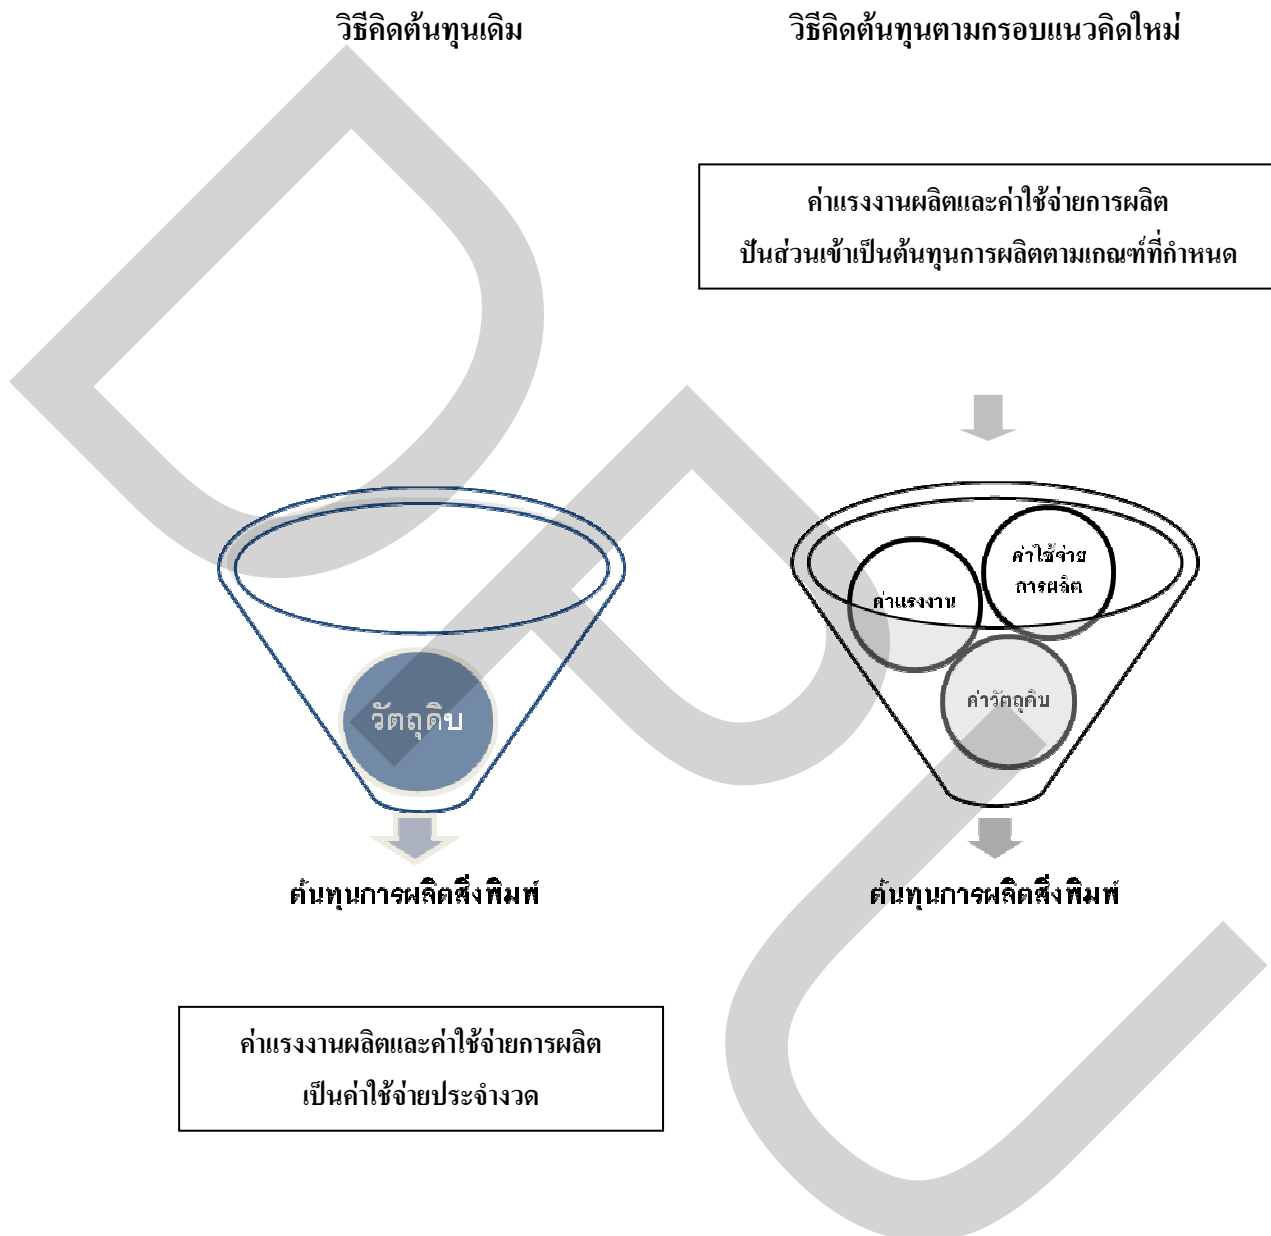 วิธีคิดต้นทุนเดิม
วิธีคิดต้นทุนตามกรอบแนวคิดใหม่
ค่าแรงงานผลิตและค่าใช้จ่ายการผลิต
ปันส่วนเข้าเป็นต้นทุนการผลิตตามเกณฑ์ที่กำหนด
วัตถุดิบ
ต้นทุนการผลิตสิ่งพิมพ์
ค่าใช้จ่าย
การผลิต
ค่าแรงงาน
ค่าวัตถุดิบ
ต้นทุนการผลิตสิ่งพิมพ์
ค่าแรงงานผลิตและค่าใช้จ่ายการผลิต
เป็นค่าใช้จ่ายประจำงวด
DPU